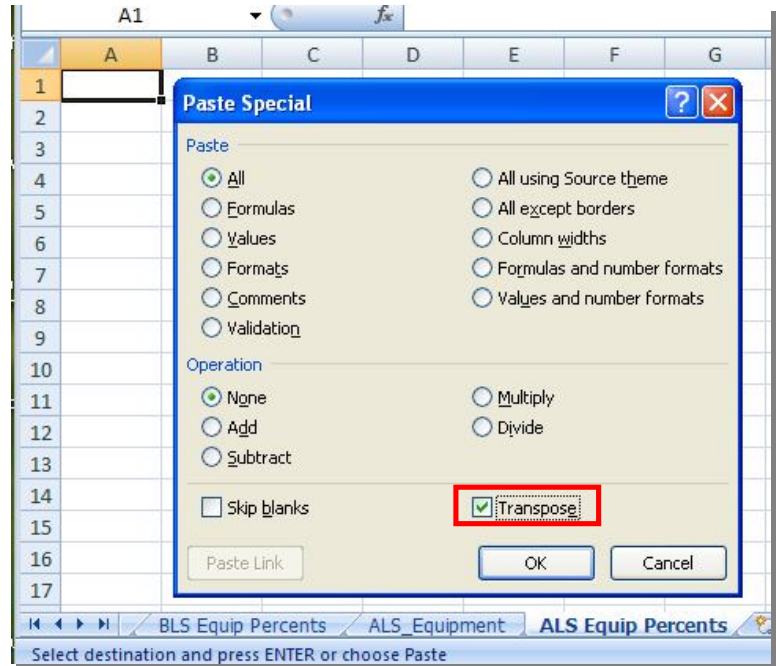 A1 fx
A B C D E F G
1
2
3
4
5
6
7
8
9
10
11
12
13
14
15
16
17
Paste Special ?
Paste
All All using Source theme
Formulas All except borders
Values Column widths
Formats Formulas and number formats
Comments Values and number formats
Validation
Operation
None Multiply
Add Divide
Subtract
Skip blanks Transpose
Paste Link OK Cancel
BLS Equip Percents ALS_Equipment ALS Equip Percents
Select destination and press ENTER or choose Paste